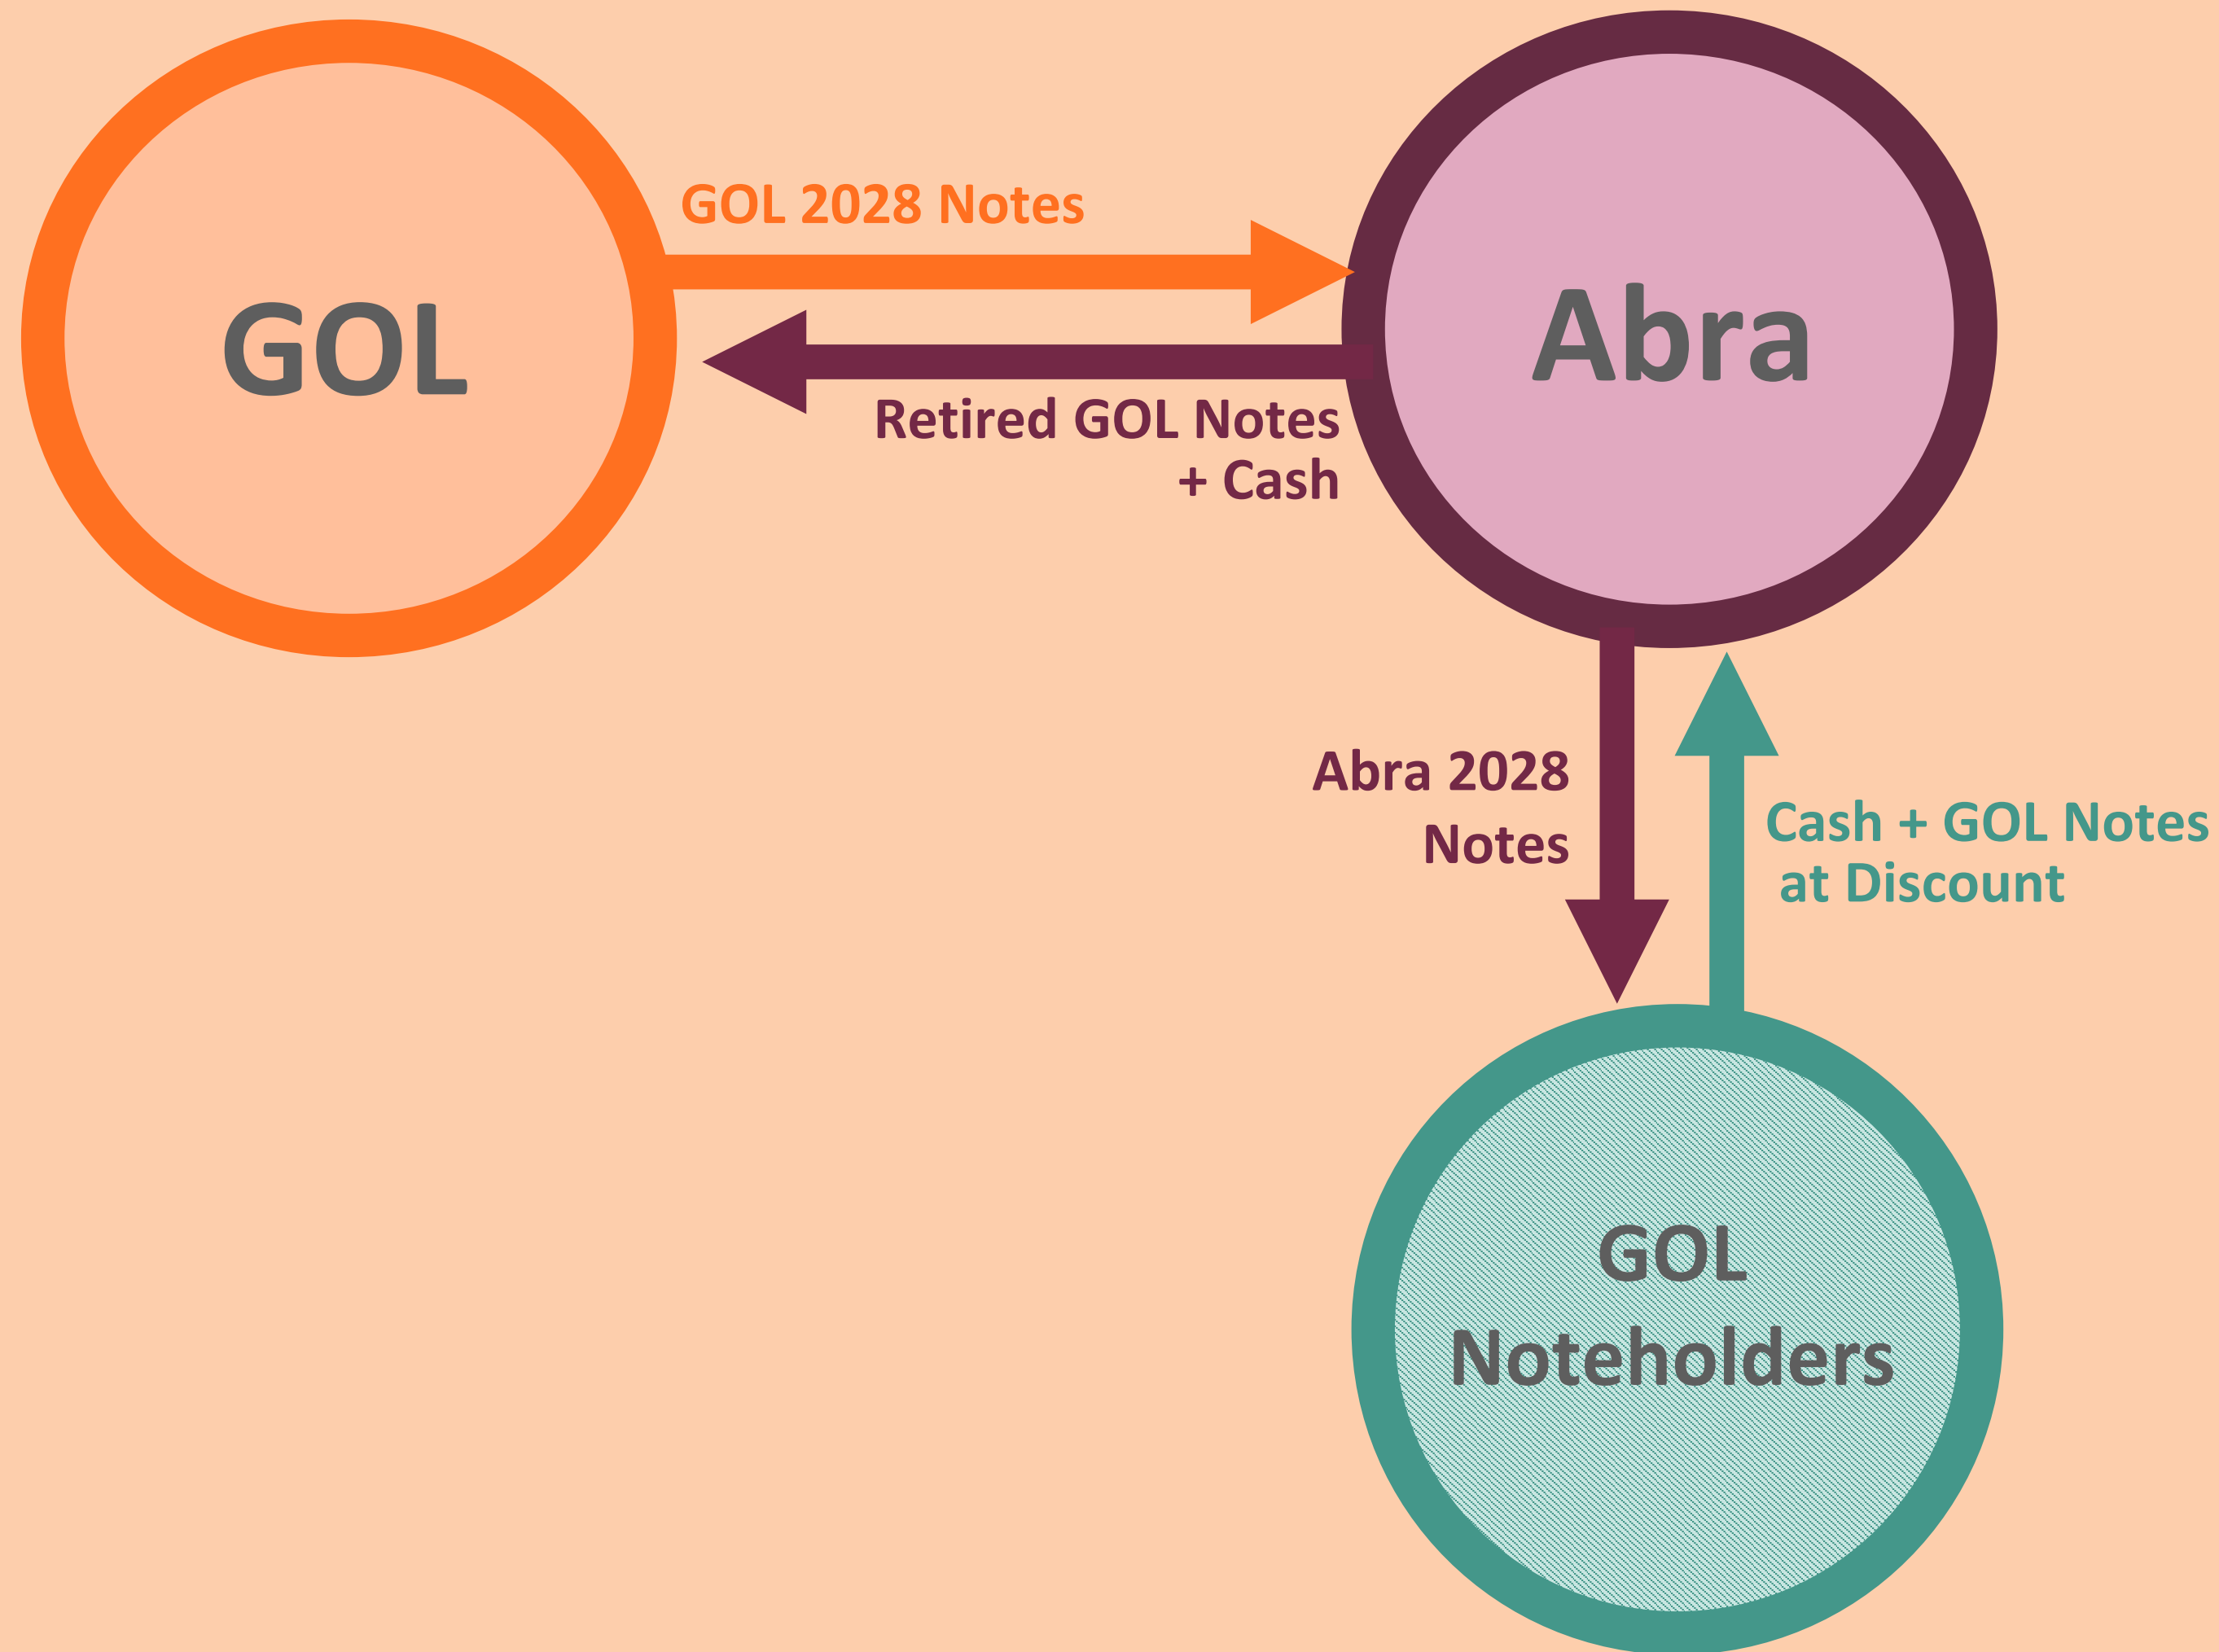 GOL 2028 Notes
GOL
Abra
Retired GOL Notes
+ Cash
Abra 2028
Notes
Cash + GOL Notes
at Discount
GOL
Noteholders